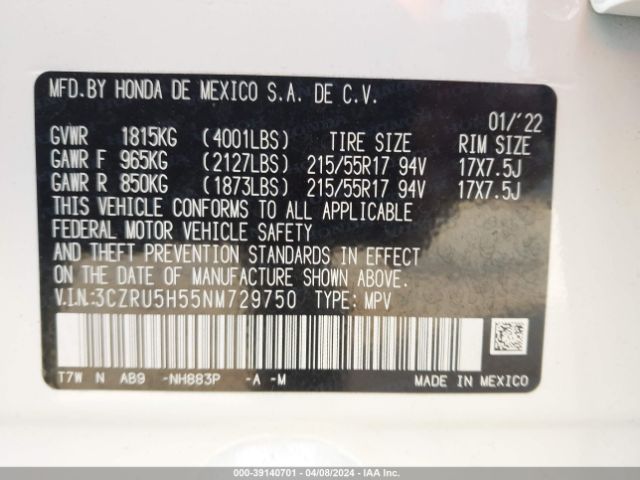 MFD.BY HONDA DE MEXICO S.A. DE C.V.
01/'22
GVWR 1815KG (4001LBS) TIRE SIZE RIM SIZE
GAWR F 965KG (2127LBS) 215/55R17 94V 17X7.5J
GAWR R 850KG (1873LBS) 215/55R17 94V 17X7.5J
THIS VEHICLE CONFORMS TO ALL APPLICABLE
FEDERAL MOTOR VEHICLE SAFETY
AND THEFT PREVENTION STANDARDS IN EFFECT
ON THE DATE OF MANUFACTURE SHOWN ABOVE.
V.I.N:3CZRU5H55NM729750 TYPE: MPV
T7W N AB9 -NH883P -A -M MADE IN MEXICO
000-39140701 - 04/08/2024 - IAA Inc.